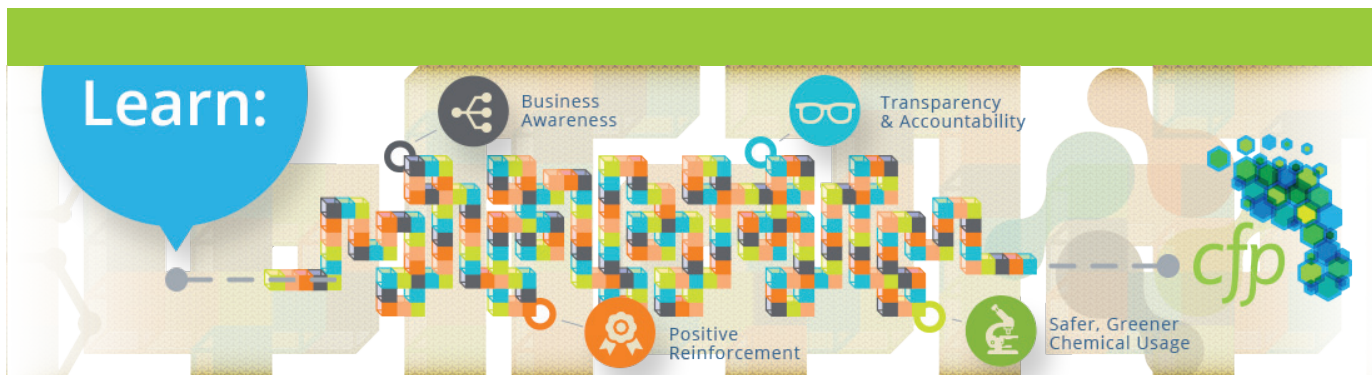 Learn:
Business
Awareness
Transparency
& Accountability
Positive
Reinforcement
Safer, Greener
Chemical Usage
cfp